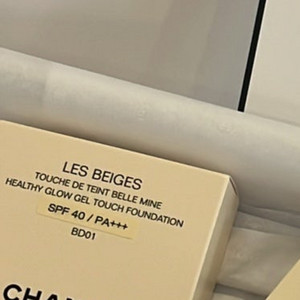 LES BEIGES
TOUCHE DE TEINT BELLE MINE
HEALTHY GLOW GEL TOUCH FOUNDATION
SPF 40 / PA+++
BD01